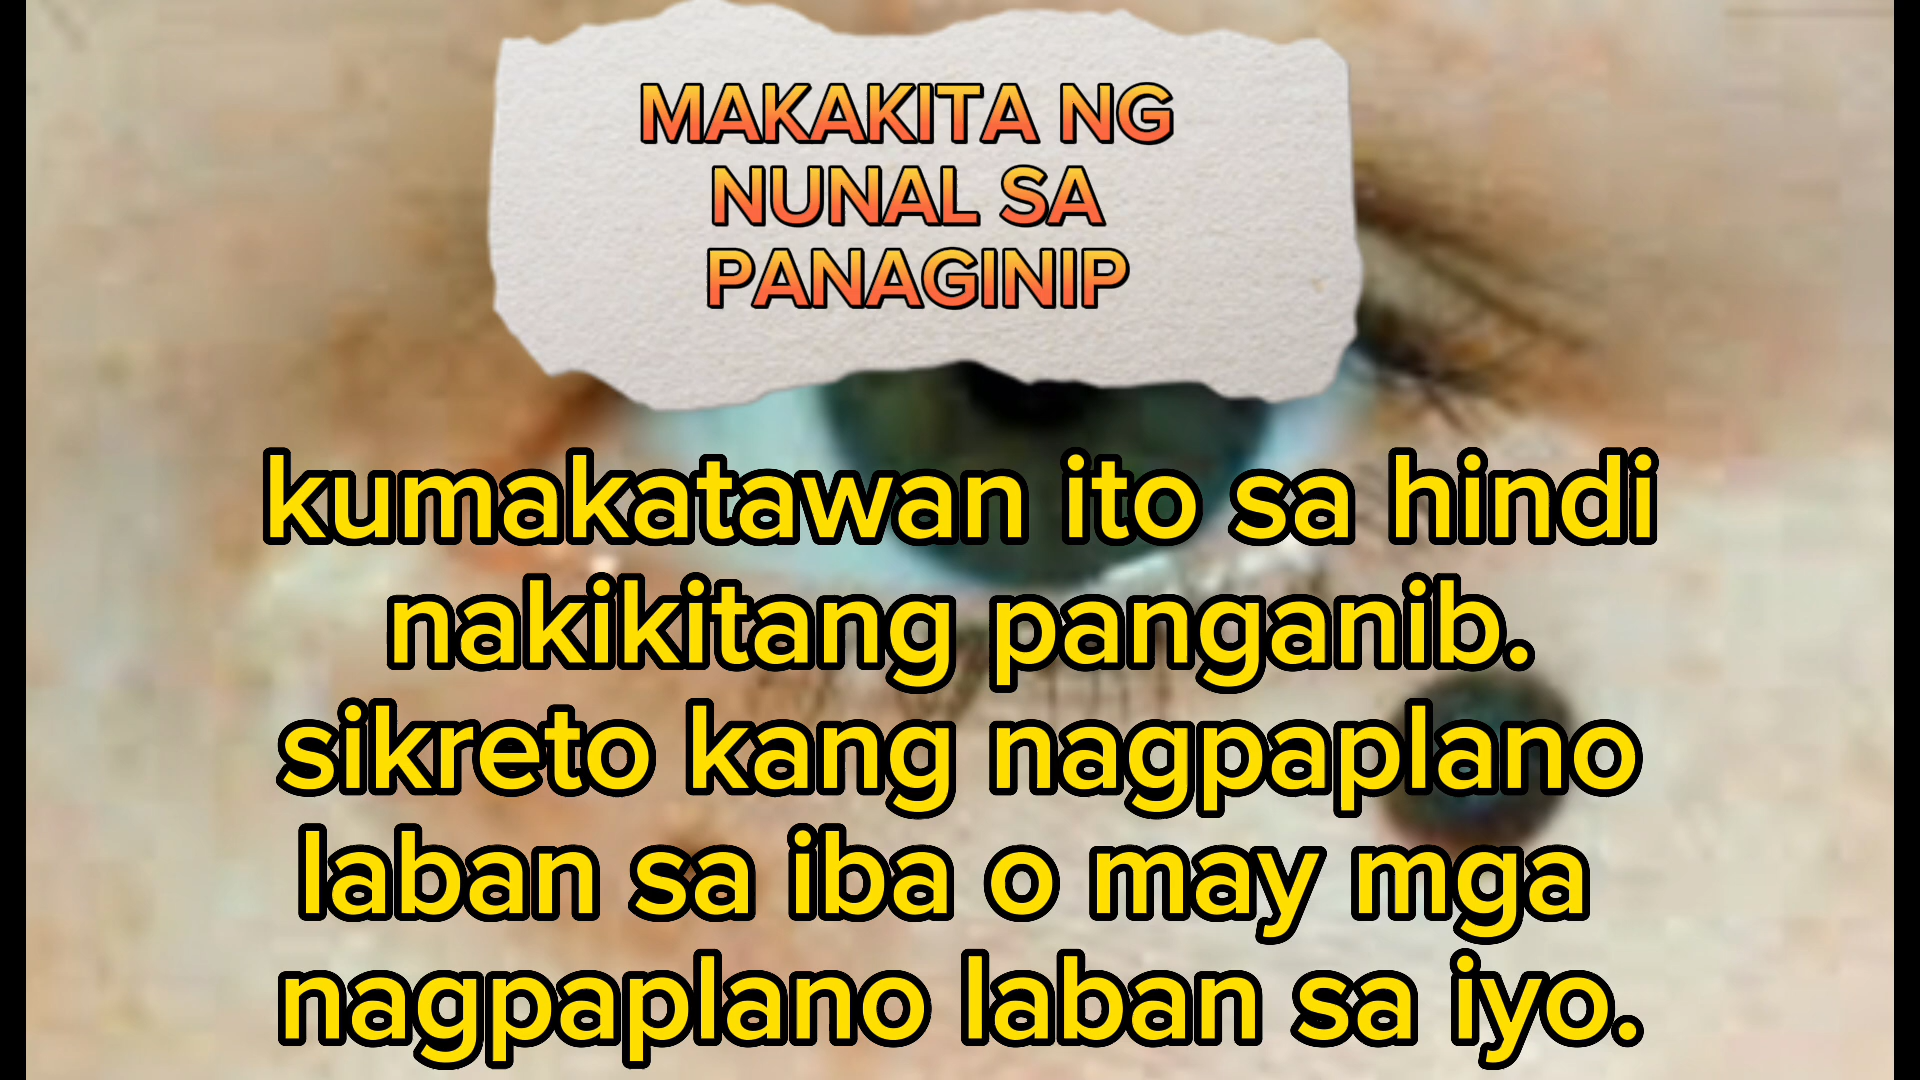 MAKAKITA NG
NUNAL SA
PANAGINIP
kumakatawan ito sa hindi
nakikitang panganib.
sikreto kang nagpaplano
laban sa iba o may mga
nagpaplano laban sa iyo.